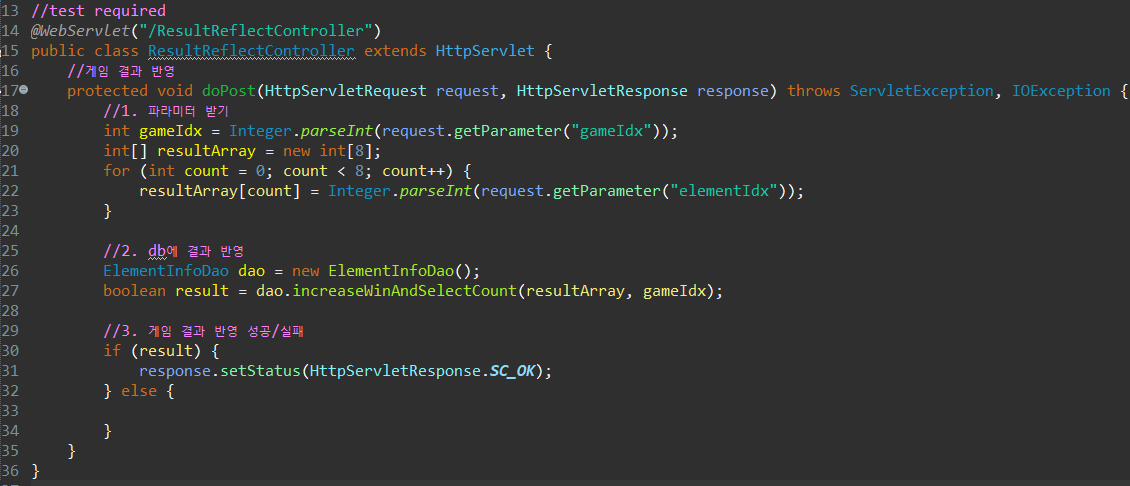 13 //test required
14 @WebServlet("/ResultReflectController")
15 public class ResultReflectController extends HttpServlet {
16     //게임 결과 반영
17     protected void doPost(HttpServletRequest request, HttpServletResponse response) throws ServletException, IOException {
18         //1. 파라미터 받기
19         int gameIdx = Integer.parseInt(request.getParameter("gameIdx"));
20         int[] resultArray = new int[8];
21         for (int count = 0; count < 8; count++) {
22             resultArray[count] = Integer.parseInt(request.getParameter("elementIdx"));
23         }
24
25         //2. db에 결과 반영
26         ElementInfoDao dao = new ElementInfoDao();
27         boolean result = dao.increaseWinAndSelectCount(resultArray, gameIdx);
28
29         //3. 게임 결과 반영 성공/실패
30         if (result) {
31             response.setStatus(HttpServletResponse.SC_OK);
32         } else {
33
34         }
35     }
36 }